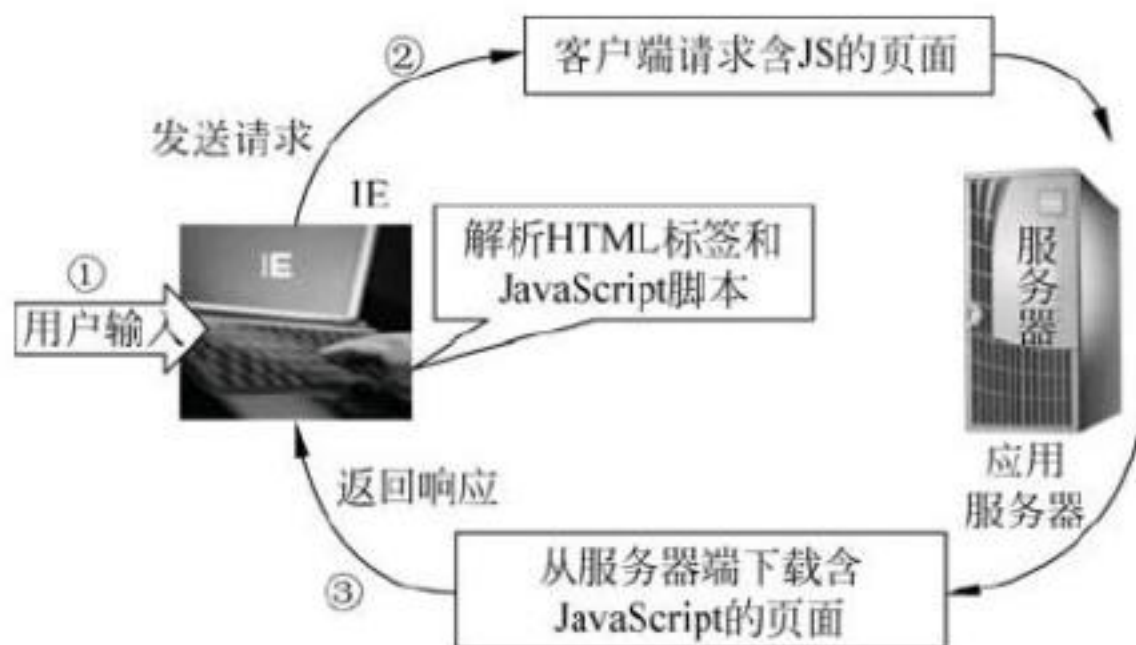 ②
客户端请求含JS的页面
发送请求
IE
IE
解析HTML标签和
JavaScript脚本
服务器
①
用户输入
应用
服务器
返回响应
从服务器端下载含
JavaScript的页面
③